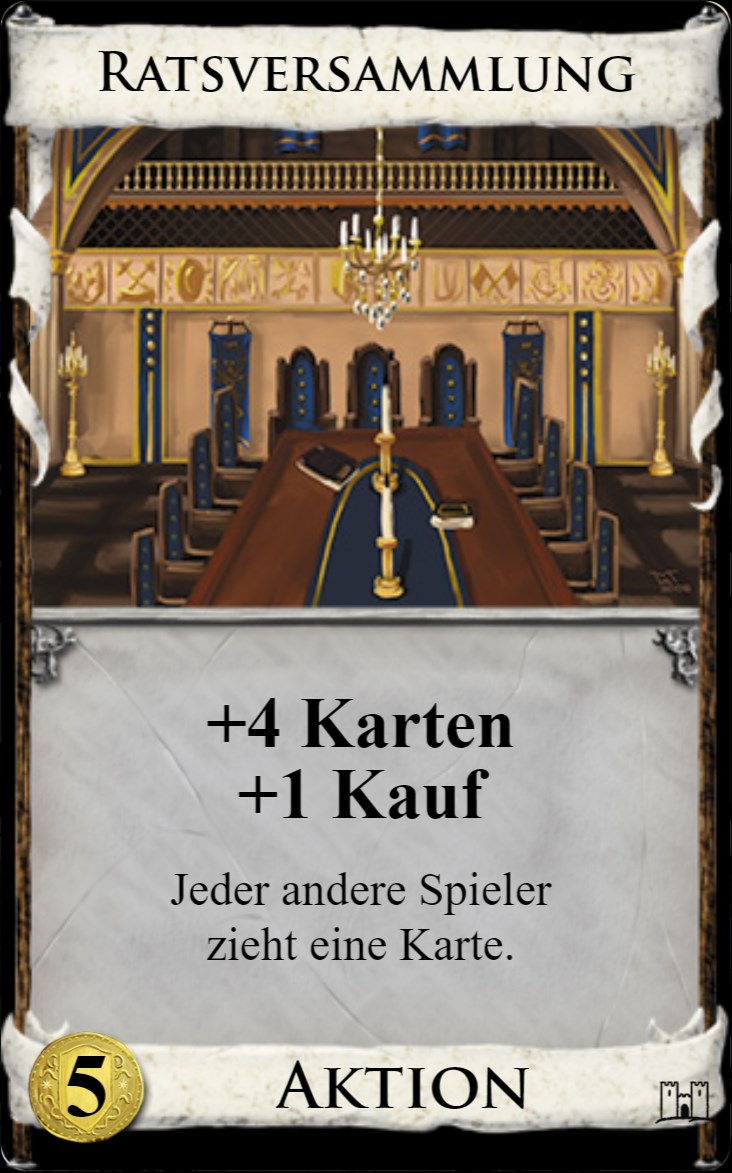 RATSVERSAMMLUNG
+4 Karten
+1 Kauf
Jeder andere Spieler
zieht eine Karte.
5
AKTION